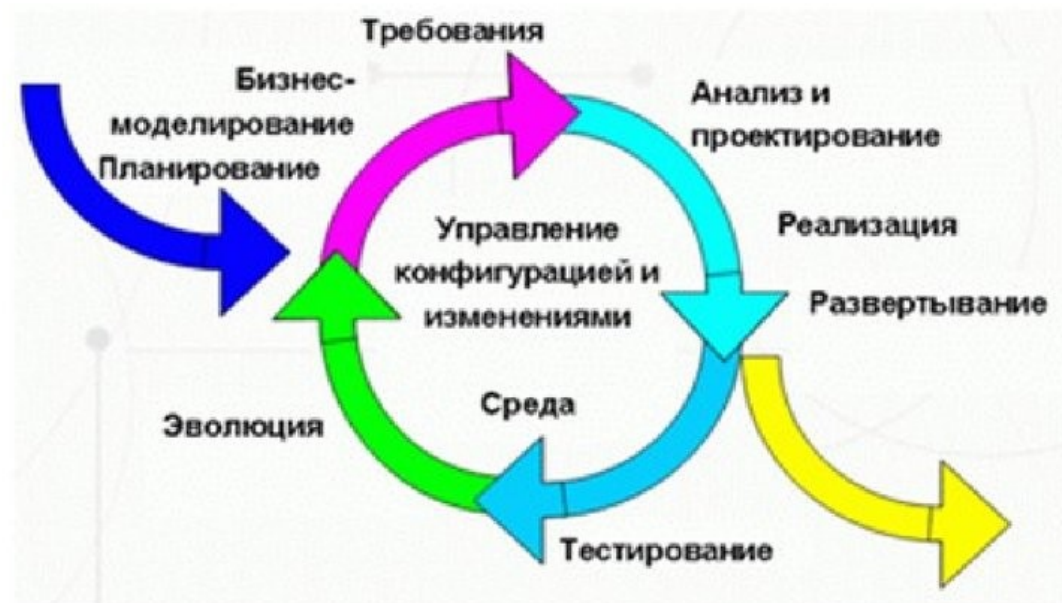 Требования
Бизнес-
моделирование
Планирование
Анализ и
проектирование
Управление
конфигурацией и
изменениями
Реализация
Развертывание
Среда
Эволюция
Тестирование